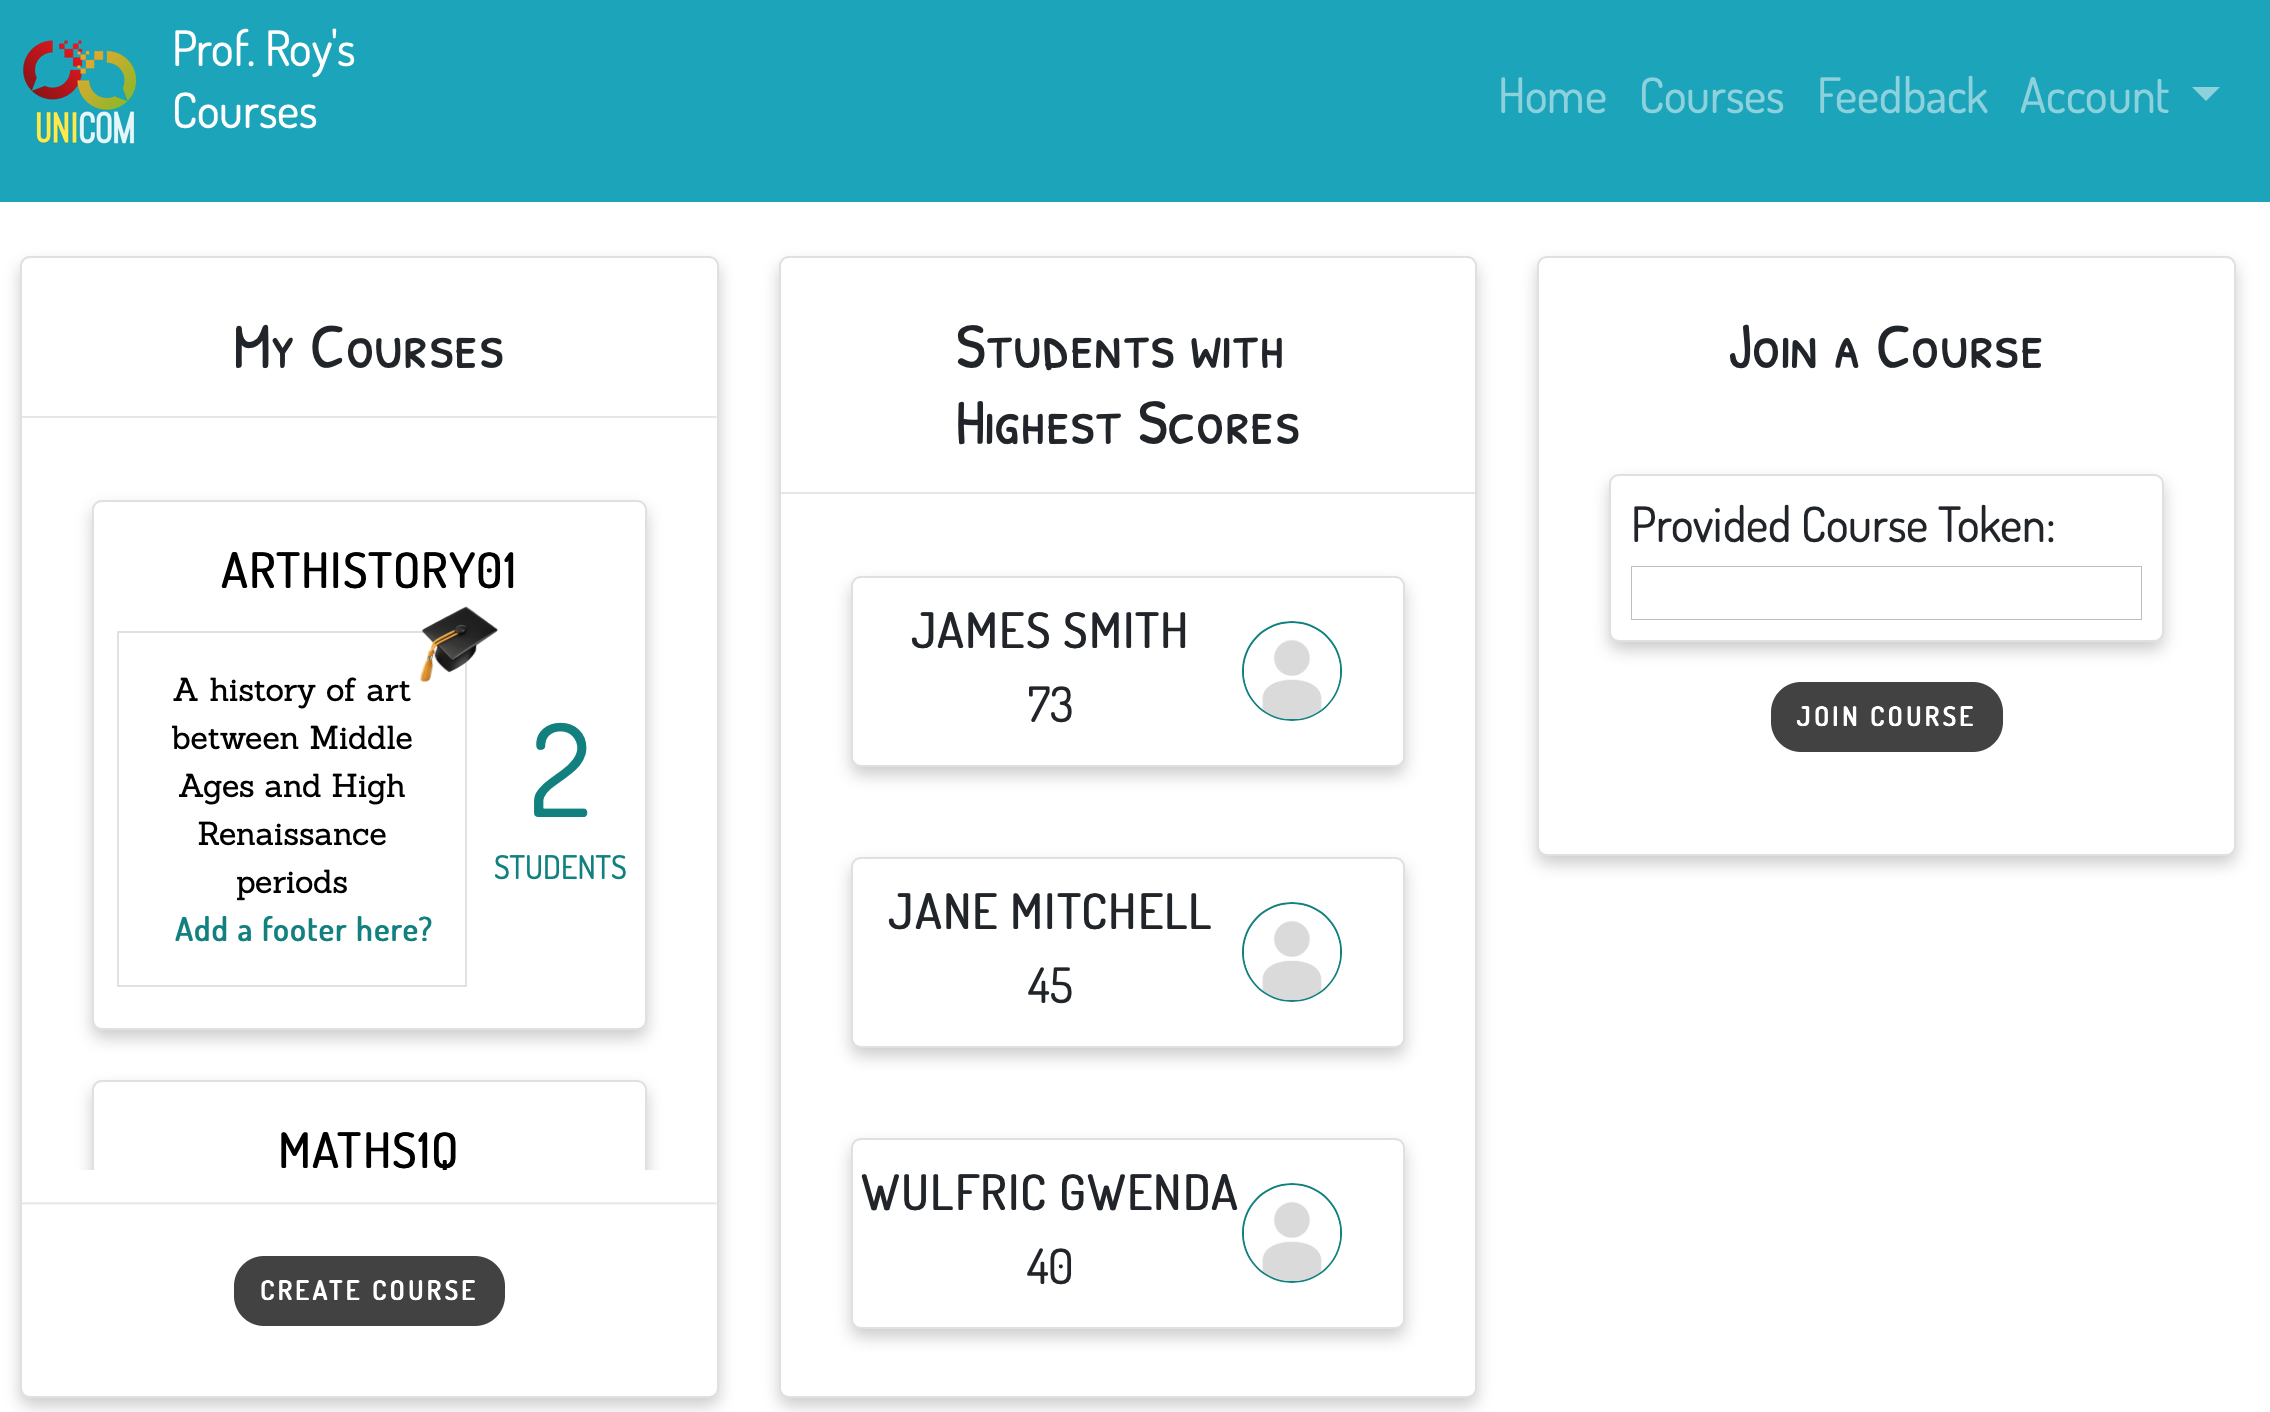 Prof. Roy's
Courses
UNICOM
Home Courses Feedback Account
My Courses
ARTHISTORY01
A history of art
between Middle
Ages and High
Renaissance
periods
Add a footer here?
2
STUDENTS
MATHS1Q
CREATE COURSE
Students with
Highest Scores
JAMES SMITH
73
JANE MITCHELL
45
WULFRIC GWENDA
40
Join a Course
Provided Course Token:
JOIN COURSE